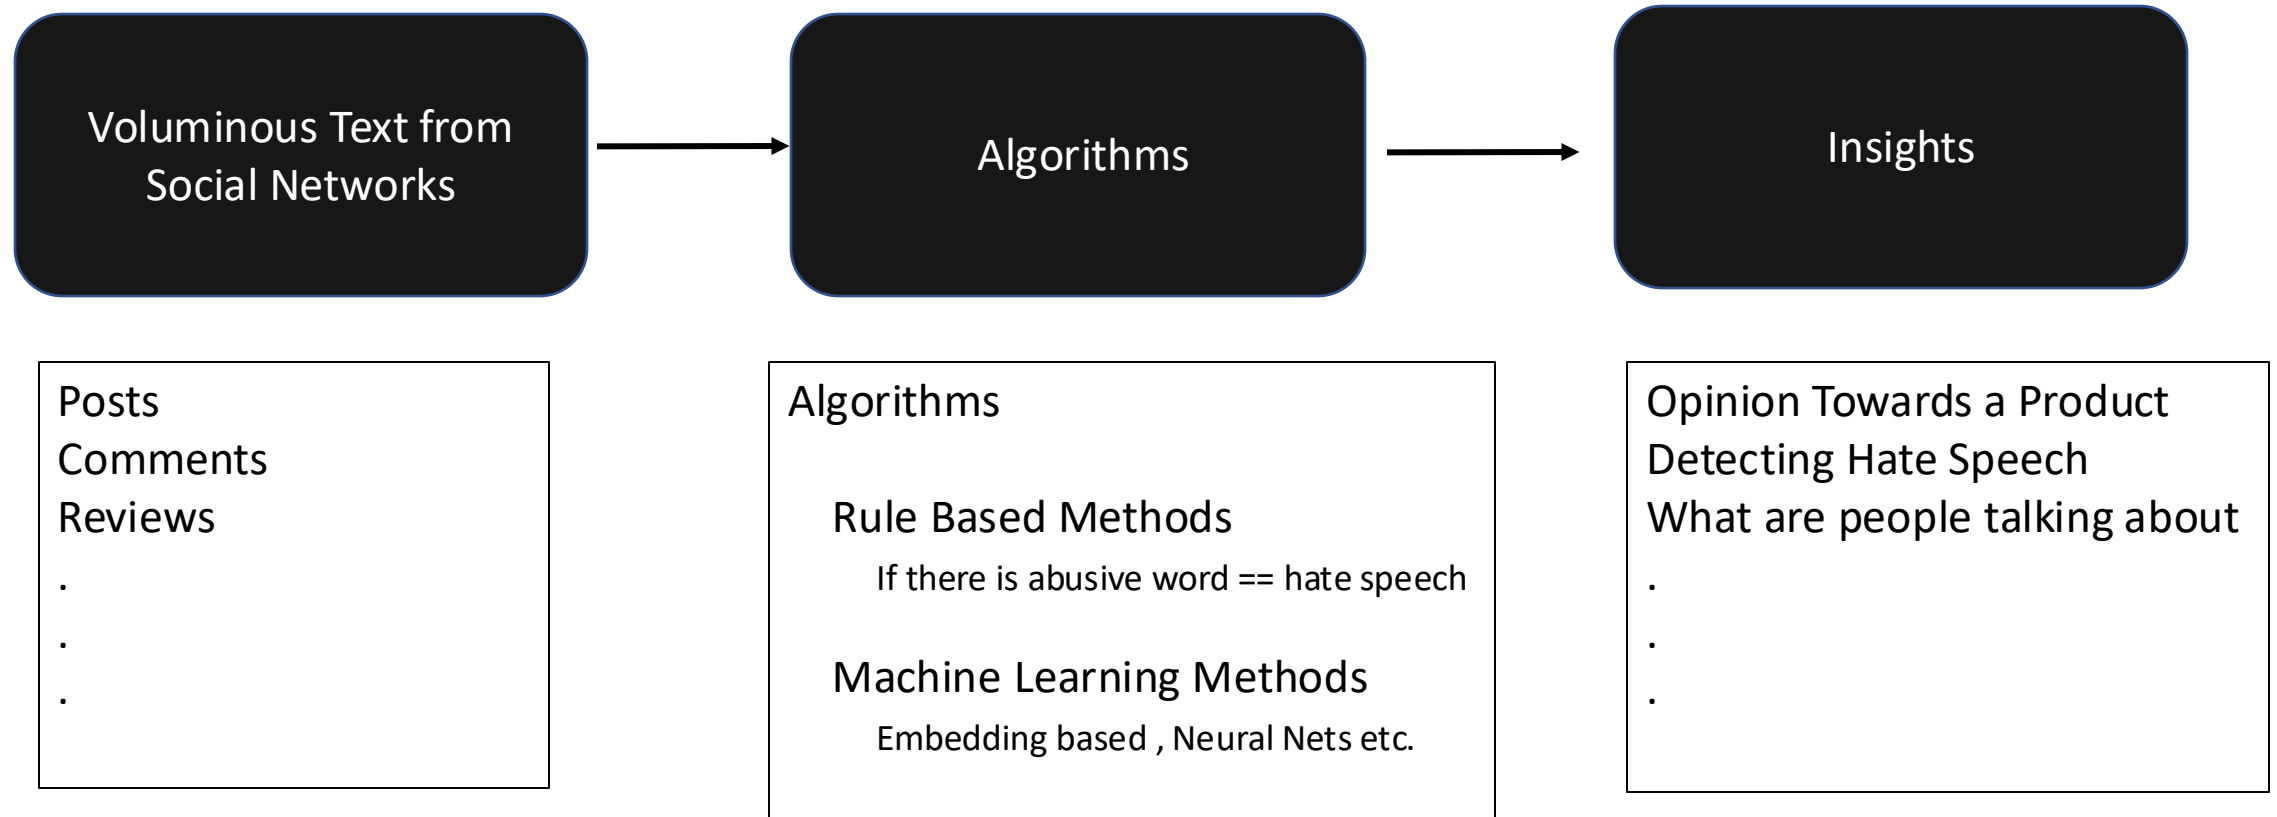 Voluminous Text from
Social Networks
Algorithms
Insights
Posts
Comments
Reviews
.
.
.
Algorithms
Rule Based Methods
If there is abusive word == hate speech
Machine Learning Methods
Embedding based , Neural Nets etc.
Opinion Towards a Product
Detecting Hate Speech
What are people talking about
.
.
.